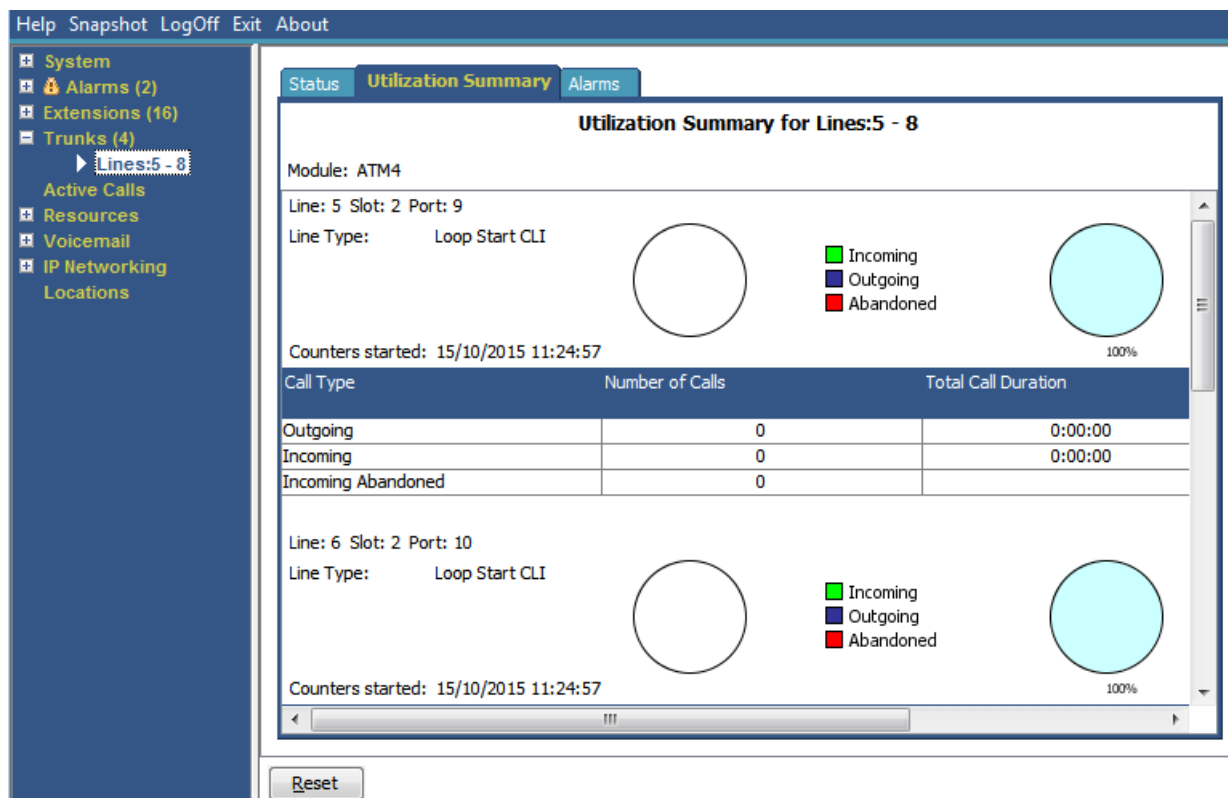 Help Snapshot LogOff Exit About
System
Alarms (2)
Extensions (16)
Trunks (4)
Lines:5 - 8
Active Calls
Resources
Voicemail
IP Networking
Locations
Status Utilization Summary Alarms
Utilization Summary for Lines:5 - 8
Module: ATM4
Line: 5 Slot: 2 Port: 9
Line Type: Loop Start CLI
Incoming
Outgoing
Abandoned
Counters started: 15/10/2015 11:24:57
100%
Call Type Number of Calls Total Call Duration
Outgoing 0 0:00:00
Incoming 0 0:00:00
Incoming Abandoned 0
Line: 6 Slot: 2 Port: 10
Line Type: Loop Start CLI
Incoming
Outgoing
Abandoned
Counters started: 15/10/2015 11:24:57
100%
Reset